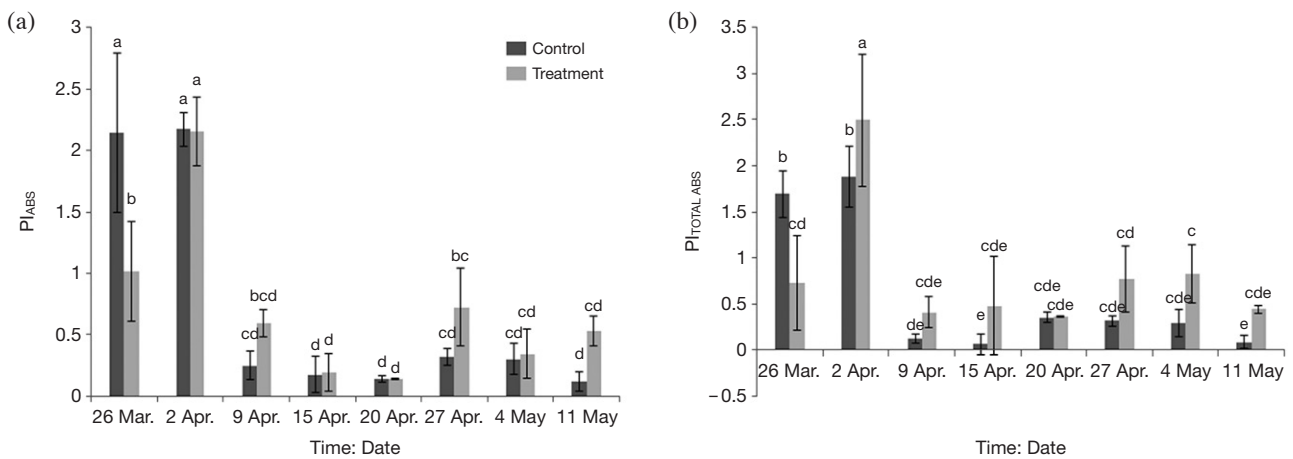 (a)
3
2.5
2
1.5
1
0.5
0
PIABS
a
b
a
a
cd
bcd
d
d
d
d
cd
bc
cd
cd
d
cd
Control
Treatment
26 Mar. 2 Apr. 9 Apr. 15 Apr. 20 Apr. 27 Apr. 4 May 11 May
Time: Date
(b)
3.5
3
2.5
2
1.5
1
0.5
0
−0.5
PITOTAL ABS
b
cd
b
a
de
cde
e
cde
cde
cde
cde
cd
cde
c
e
cde
26 Mar. 2 Apr. 9 Apr. 15 Apr. 20 Apr. 27 Apr. 4 May 11 May
Time: Date